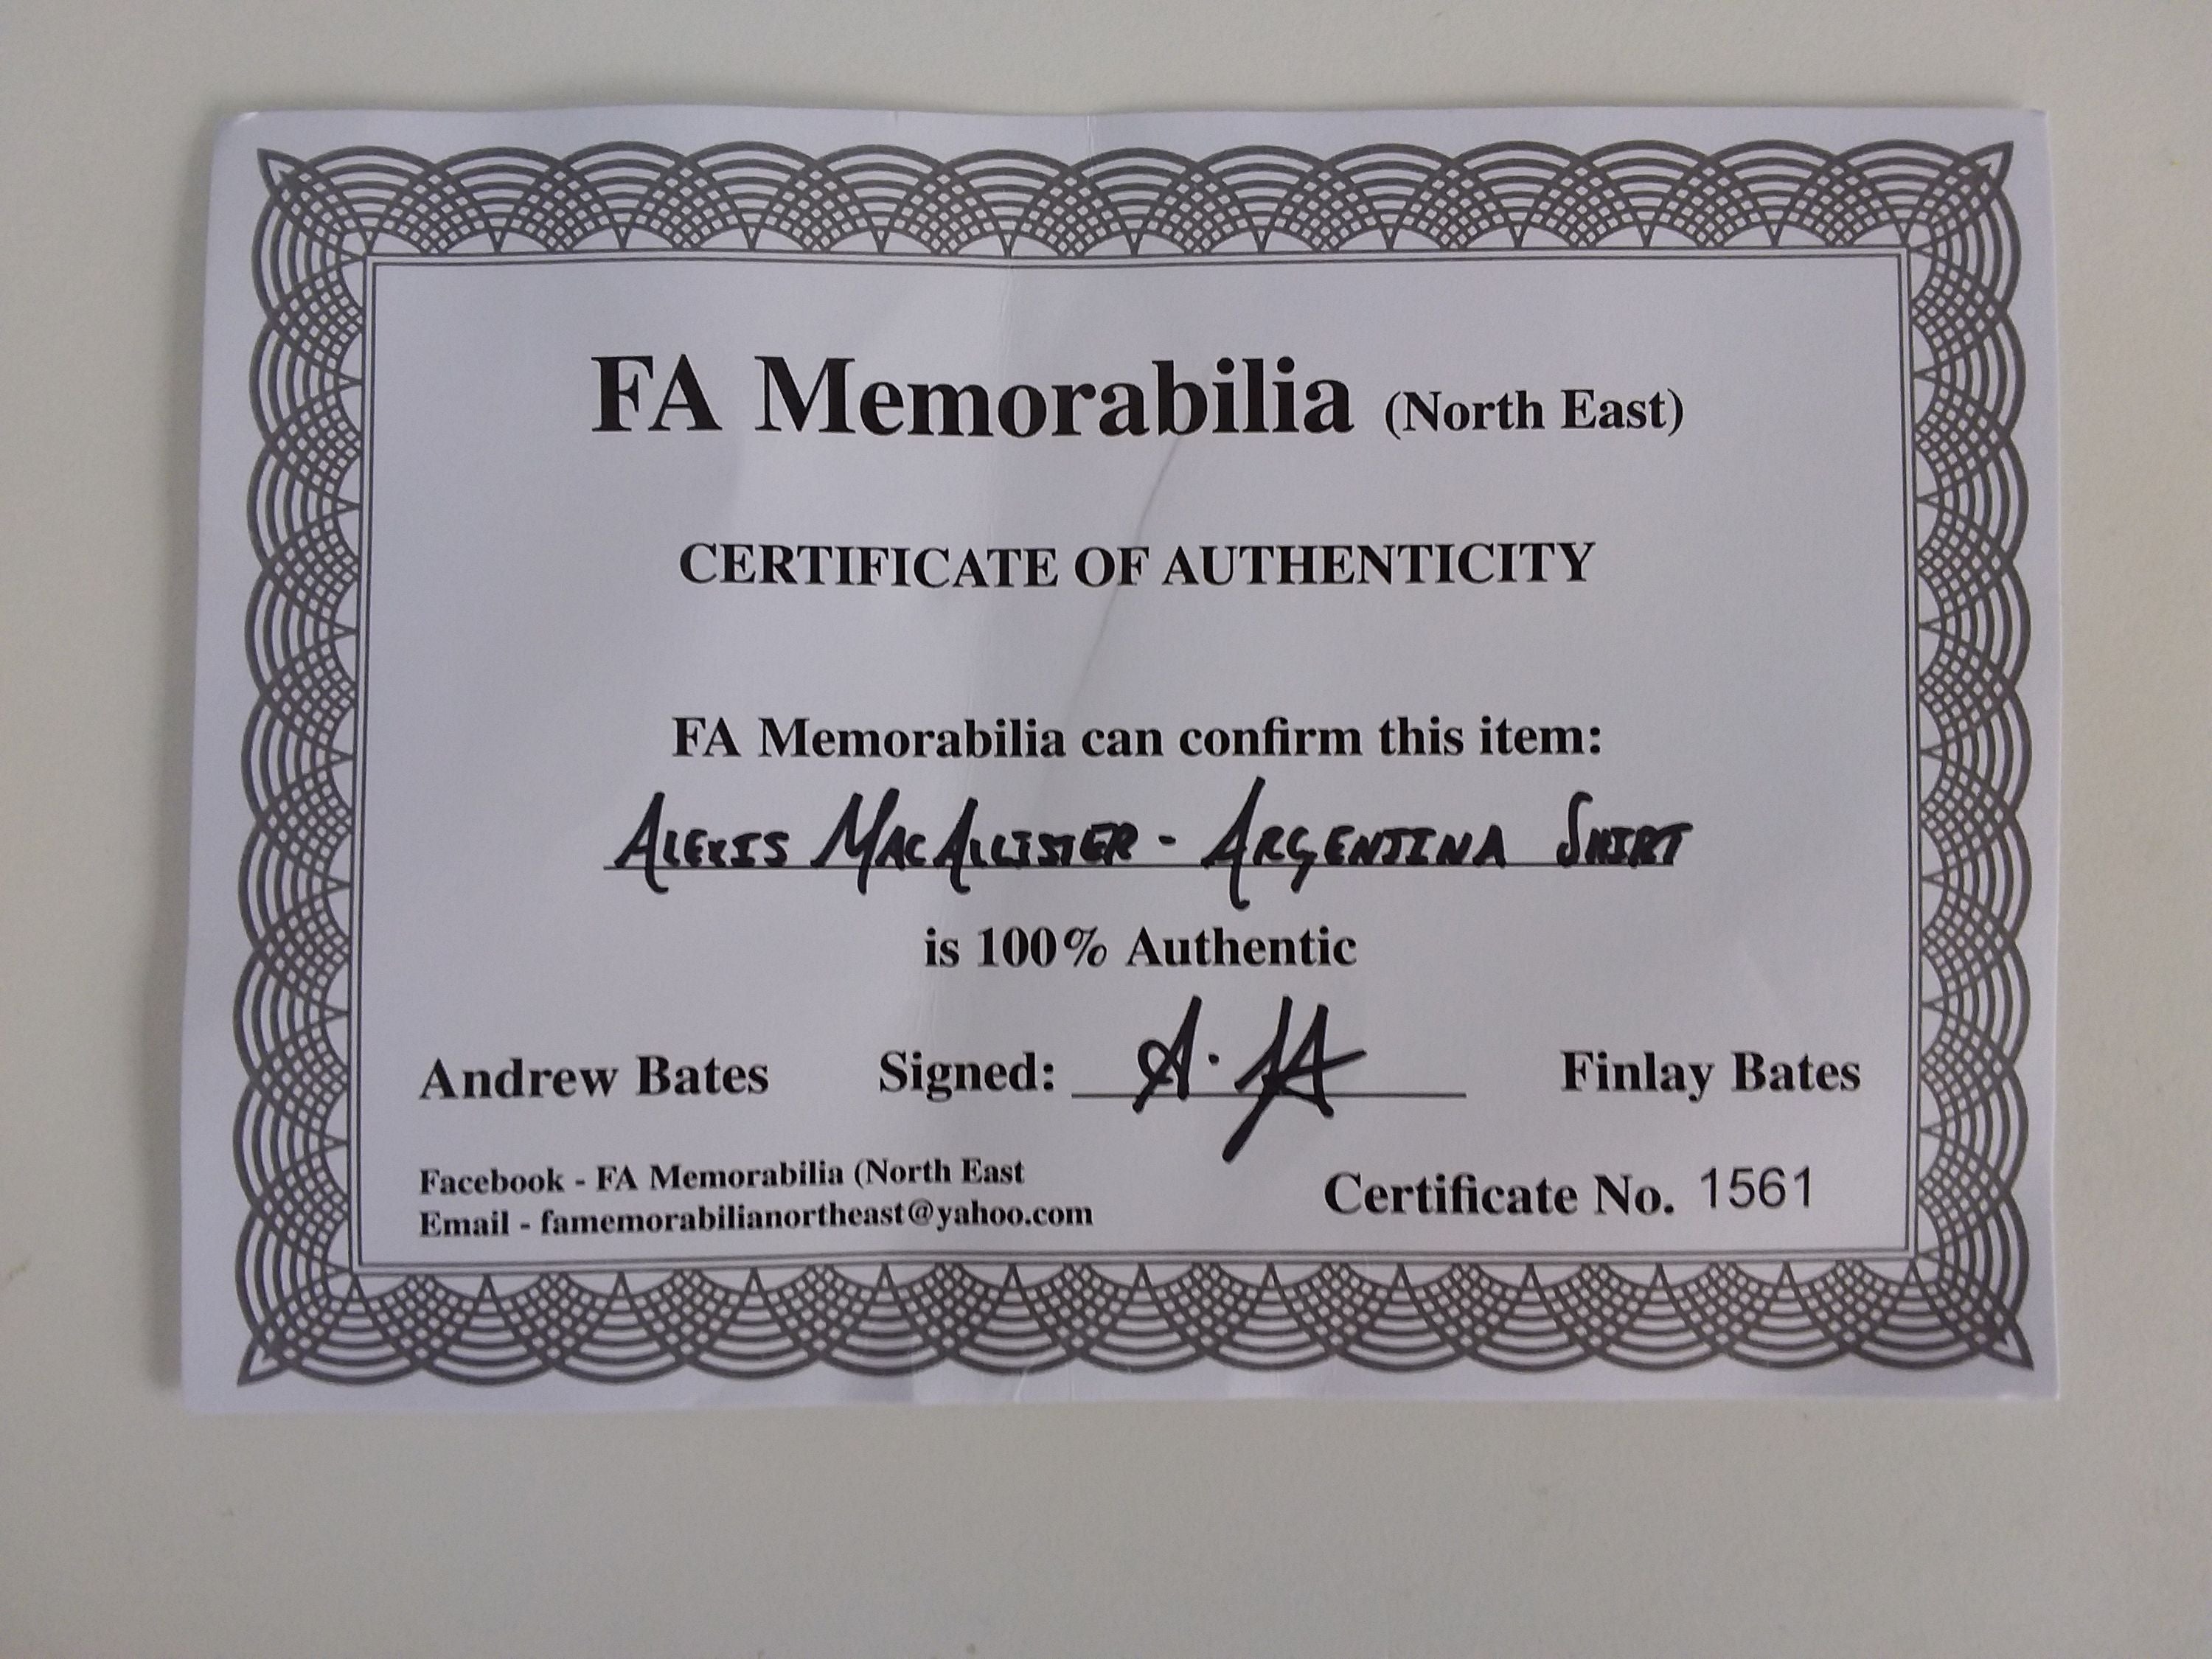 FA Memorabilia (North East)
CERTIFICATE OF AUTHENTICITY
FA Memorabilia can confirm this item:
ALEXIS MACALLISTER - ARGENTINA SHIRT
is 100% Authentic
Andrew Bates Signed: Finlay Bates
Facebook - FA Memorabilia (North East
Email - famemorabilianortheast@yahoo.com
Certificate No. 1561